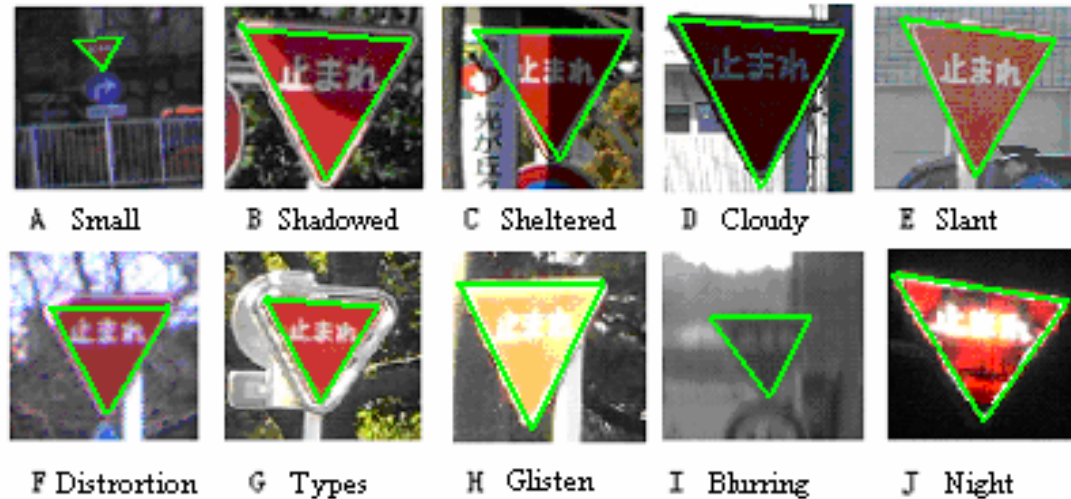 止まれ
止まれ
止まれ
止まれ
A Small
B Shadowed
C Sheltered
D Cloudy
E Slant
止まれ
止まれ
止まれ
止まれ
F Distrortion
G Types
H Glisten
I Blurring
J Night